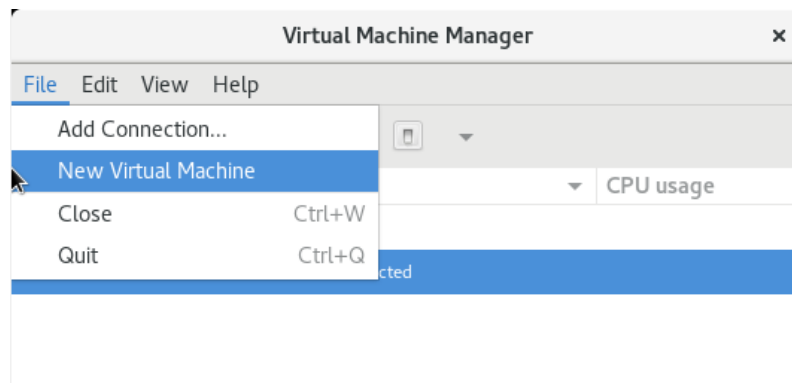 Virtual Machine Manager
File Edit View Help
Add Connection...
New Virtual Machine
CPU usage
Close Ctrl+W
Quit Ctrl+Q
cted